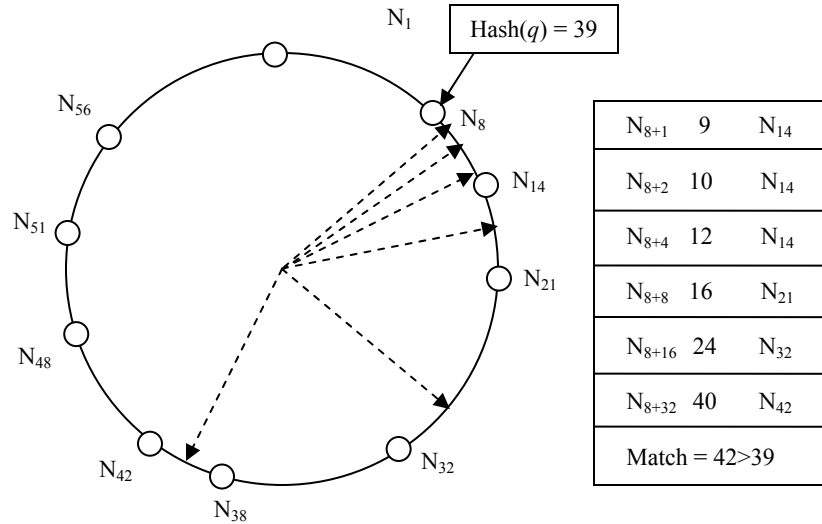 N₁
Hash(q) = 39
N₅₆
N₈
N₁₄
N₅₁
N₂₁
N₄₈
N₃₂
N₄₂
N₃₈
N₈₊₁ 9 N₁₄
N₈₊₂ 10 N₁₄
N₈₊₄ 12 N₁₄
N₈₊₈ 16 N₂₁
N₈₊₁₆ 24 N₃₂
N₈₊₃₂ 40 N₄₂
Match = 42>39